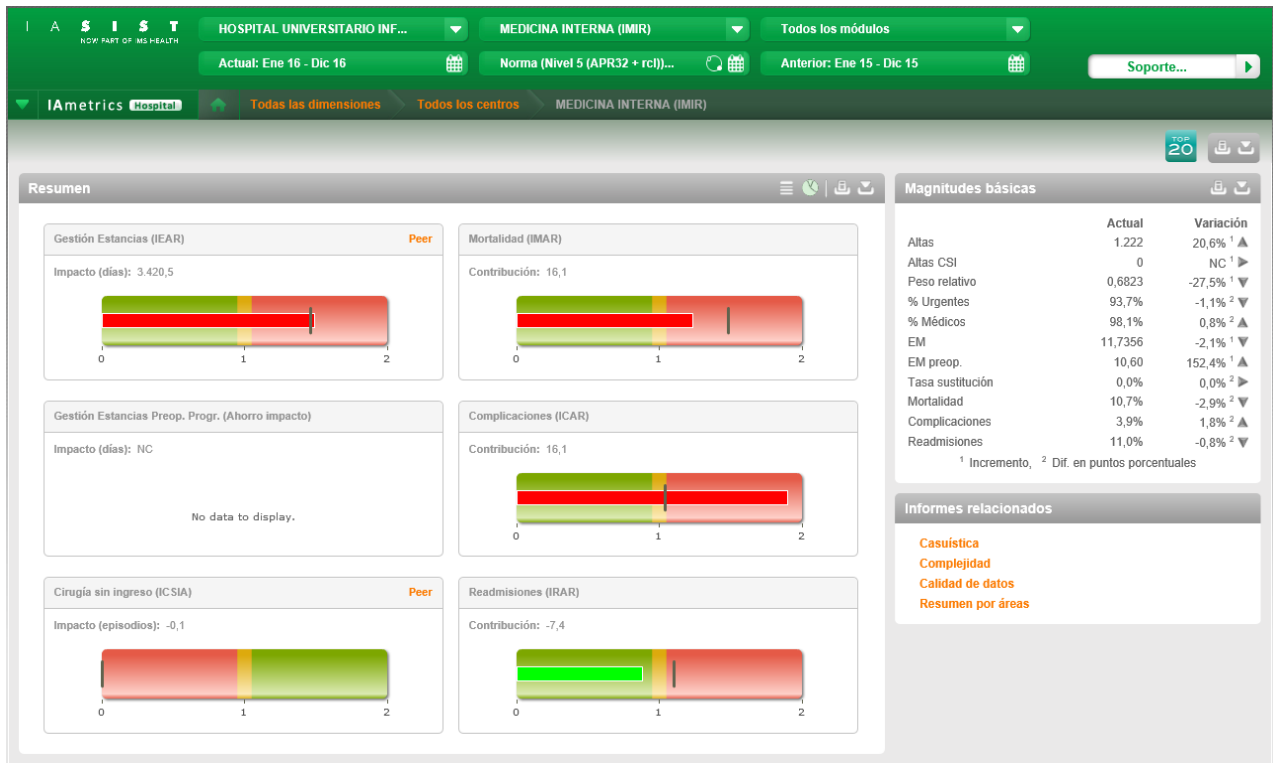 I A S I S T
NOW PART OF IMS HEALTH
HOSPITAL UNIVERSITARIO INF...
MEDICINA INTERNA (IMIR)
Todos los módulos
Actual: Ene 16 - Dic 16
Norma (Nivel 5 (APR32 + rcl))...
Anterior: Ene 15 - Dic 15
Soporte...
IAmetrics Hospital
Todas las dimensiones
Todos los centros
MEDICINA INTERNA (IMIR)
TOP 20
Resumen
Gestión Estancias (IEAR) Peer
Impacto (días): 3.420,5
0 1 2
Mortalidad (IMAR)
Contribución: 16,1
0 1 2
Gestión Estancias Preop. Progr. (Ahorro impacto)
Impacto (días): NC
No data to display.
Complicaciones (ICAR)
Contribución: 16,1
0 1 2
Cirugía sin ingreso (ICSIA) Peer
Impacto (episodios): -0,1
0 1 2
Readmisiones (IRAR)
Contribución: -7,4
0 1 2
Magnitudes básicas
Actual Variación
Altas 1.222 20,6% ¹
Altas CSI 0 NC ¹
Peso relativo 0,6823 -27,5% ¹
% Urgentes 93,7% -1,1% ²
% Médicos 98,1% 0,8% ²
EM 11,7356 -2,1% ¹
EM preop. 10,60 152,4% ¹
Tasa sustitución 0,0% 0,0% ²
Mortalidad 10,7% -2,9% ²
Complicaciones 3,9% 1,8% ²
Readmisiones 11,0% -0,8% ²
¹ Incremento, ² Dif. en puntos porcentuales
Informes relacionados
Casuística
Complejidad
Calidad de datos
Resumen por áreas